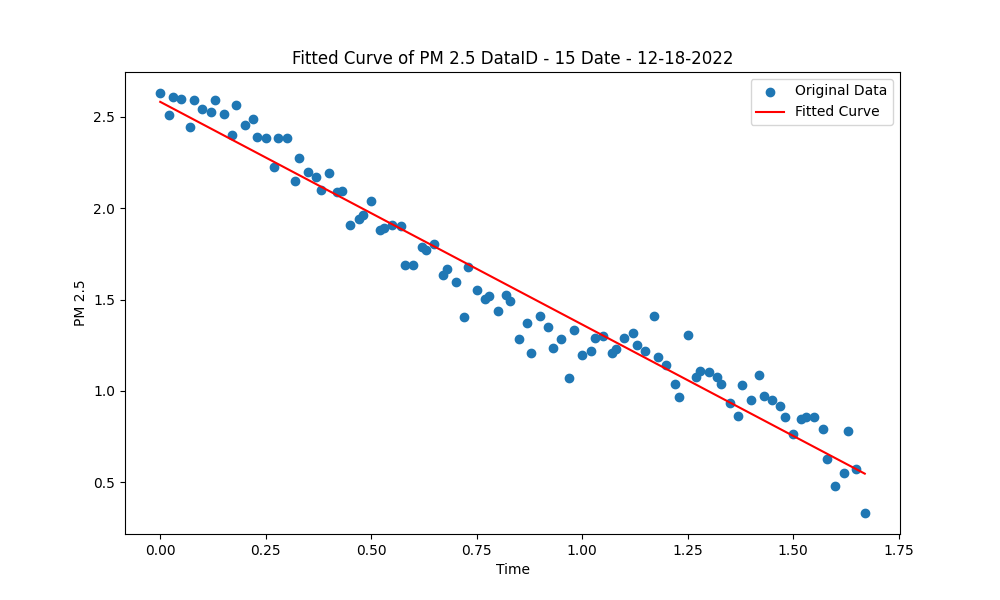 Fitted Curve of PM 2.5 DataID - 15 Date - 12-18-2022
Original Data
Fitted Curve
2.5
2.0
1.5
1.0
0.5
PM 2.5
0.00 0.25 0.50 0.75 1.00 1.25 1.50 1.75
Time